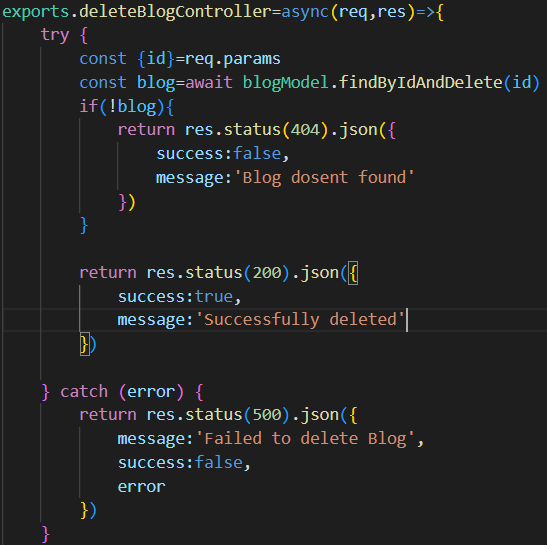 exports.deleteBlogController=async(req,res)=>{
try {
const {id}=req.params
const blog=await blogModel.findByIdAndDelete(id)
if(!blog){
return res.status(404).json({
success:false,
message:'Blog dosent found'
})
}
return res.status(200).json({
success:true,
message:'Successfully deleted'
})
} catch (error) {
return res.status(500).json({
message:'Failed to delete Blog',
success:false,
error
})
}